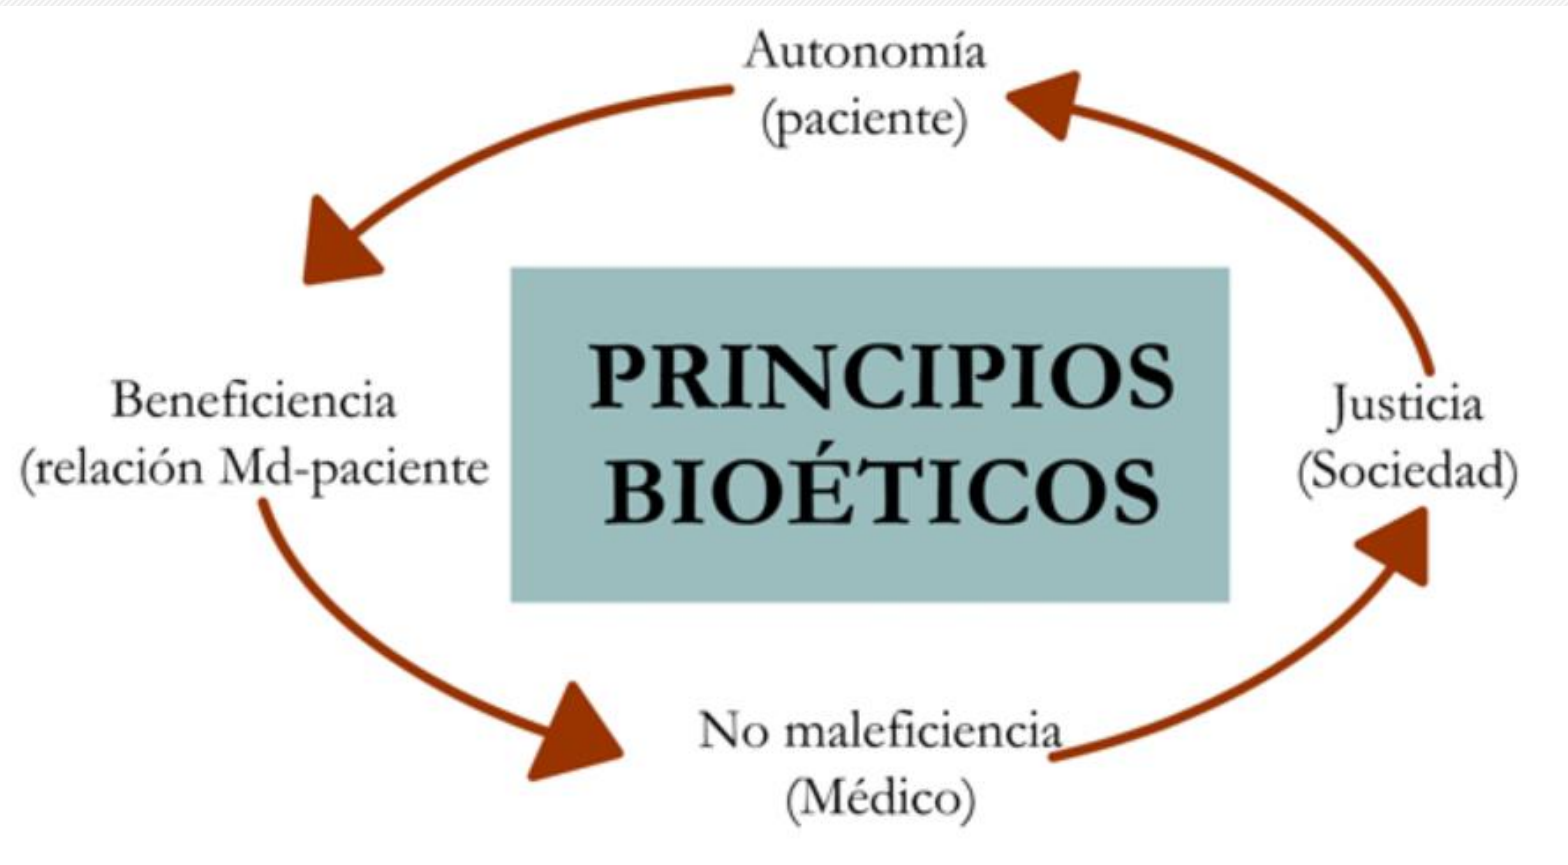 Autonomía
(paciente)
PRINCIPIOS
BIOÉTICOS
Beneficiencia
(relación Md-paciente
Justicia
(Sociedad)
No maleficiencia
(Médico)